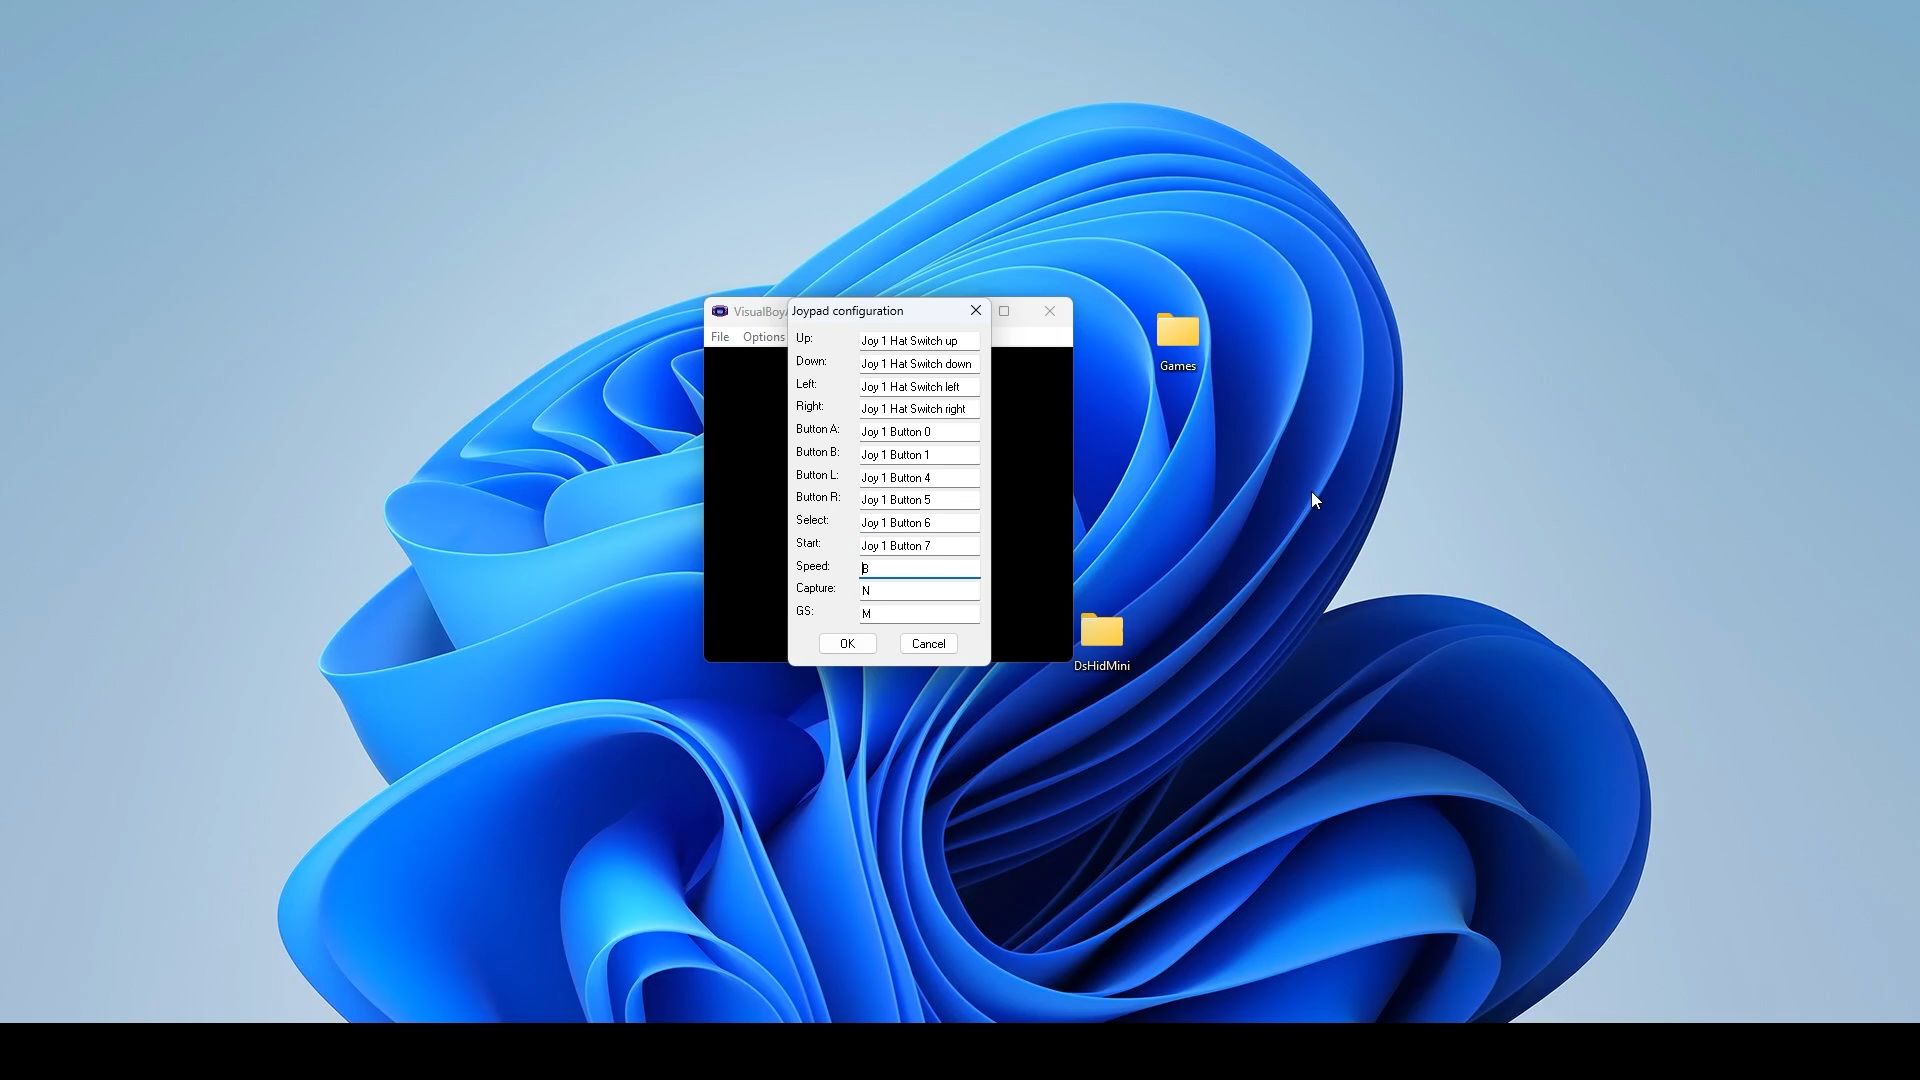 VisualBoy
Joypad configuration
File Options
Up: Joy 1 Hat Switch up
Down: Joy 1 Hat Switch down
Left: Joy 1 Hat Switch left
Right: Joy 1 Hat Switch right
Button A: Joy 1 Button 0
Button B: Joy 1 Button 1
Button L: Joy 1 Button 4
Button R: Joy 1 Button 5
Select: Joy 1 Button 6
Start: Joy 1 Button 7
Speed: B
Capture: N
GS: M
OK Cancel
Games
DsHidMini